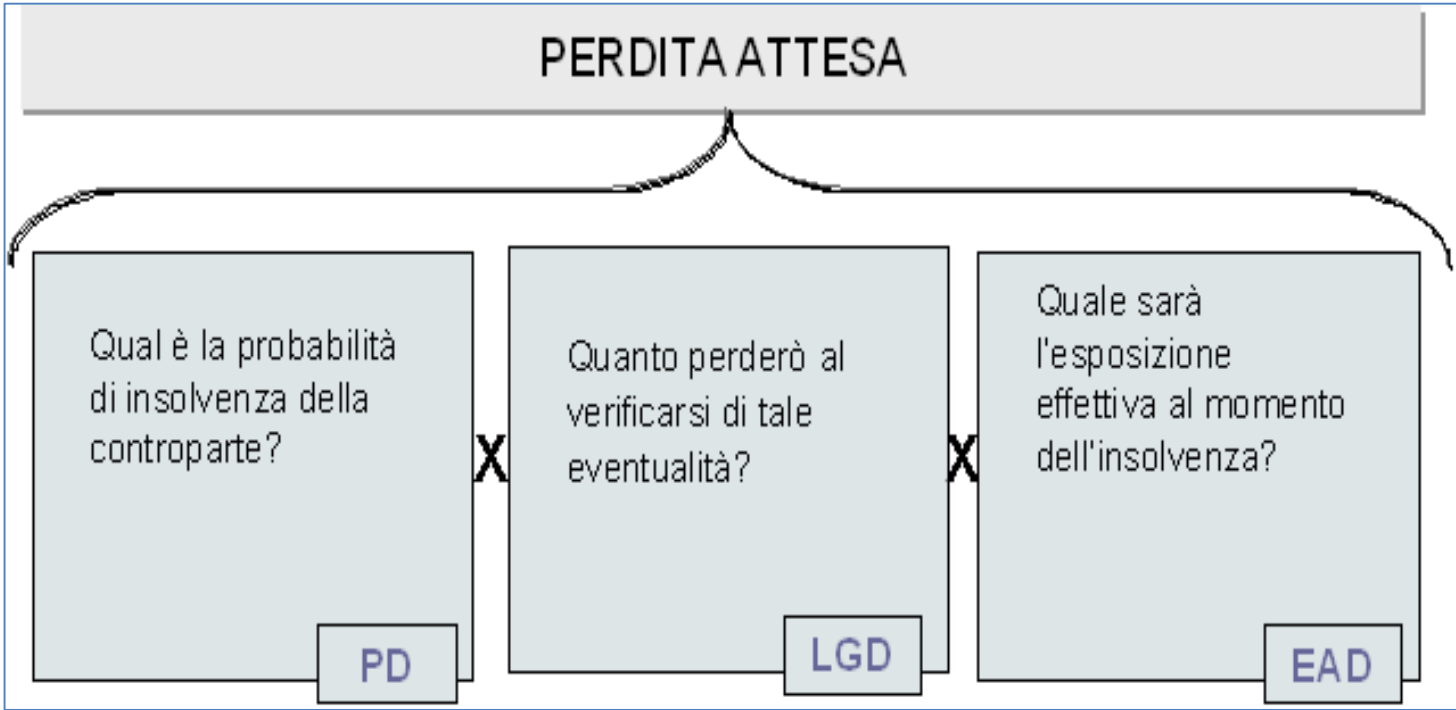 PERDITA ATTESA
Qual è la probabilità
di insolvenza della
controparte?
PD
X
Quanto perderò al
verificarsi di tale
eventualità?
LGD
X
Quale sarà
l'esposizione
effettiva al momento
dell'insolvenza?
EAD